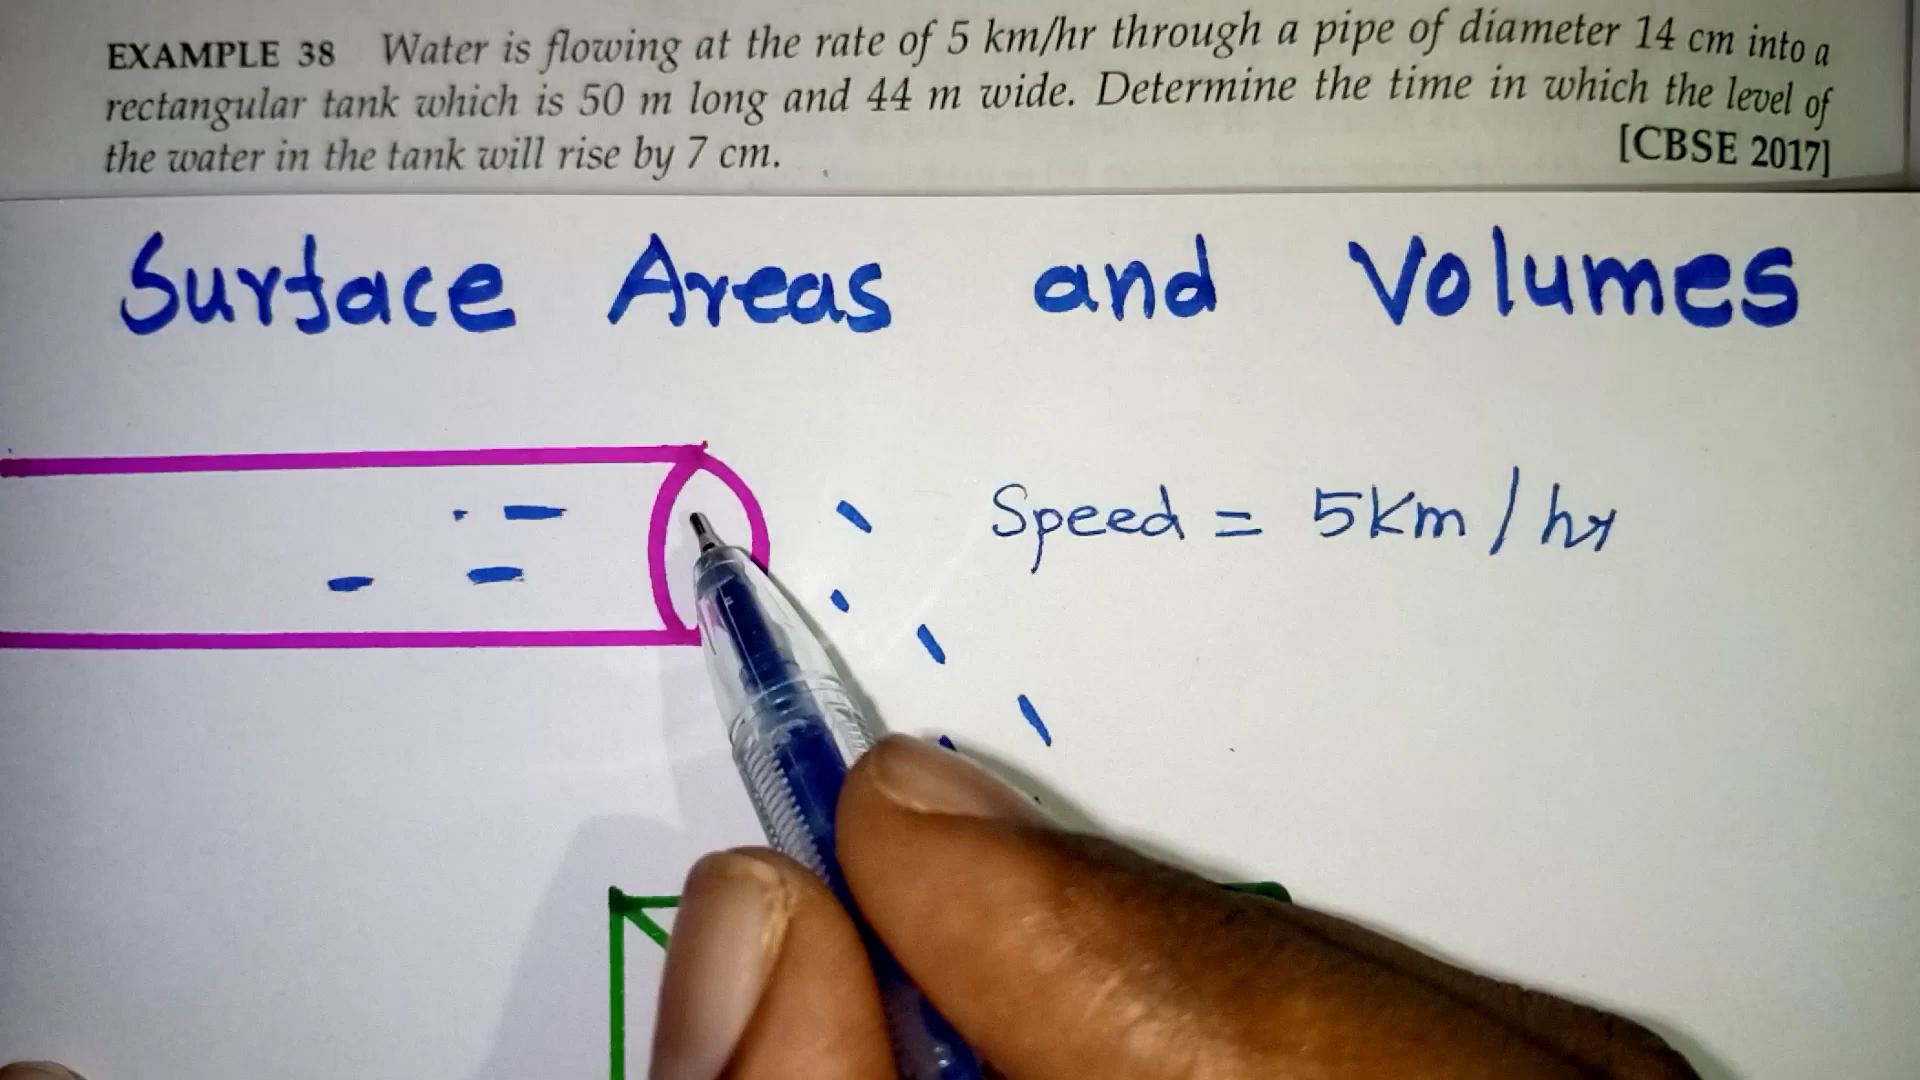 EXAMPLE 38 Water is flowing at the rate of 5 km/hr through a pipe of diameter 14 cm into a
rectangular tank which is 50 m long and 44 m wide. Determine the time in which the level of
the water in the tank will rise by 7 cm. [CBSE 2017]
Surface Areas and Volumes
Speed = 5Km/hr